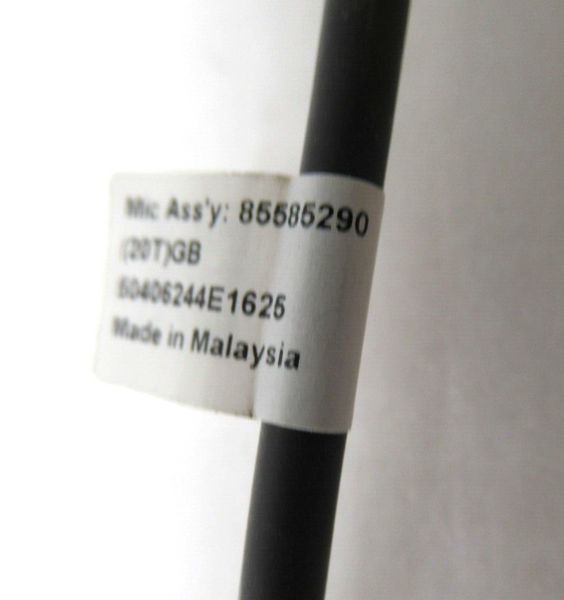 Mic Ass'y: 85585290
(20T)GB
60406244E1625
Made in Malaysia